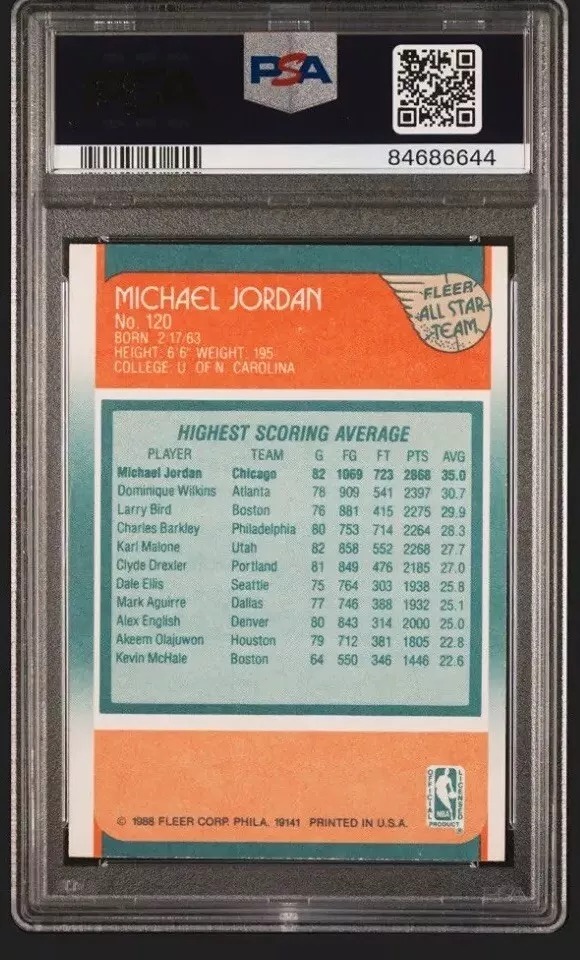 PSA
84686644
MICHAEL JORDAN
No. 120
BORN 2/17/63
HEIGHT: 6'6" WEIGHT: 195
COLLEGE: U. OF N. CAROLINA
FLEER
ALL STAR
TEAM
HIGHEST SCORING AVERAGE
PLAYER TEAM G FG FT PTS AVG
Michael Jordan Chicago 82 1069 723 2868 35.0
Dominique Wilkins Atlanta 78 909 541 2397 30.7
Larry Bird Boston 76 881 415 2275 29.9
Charles Barkley Philadelphia 80 753 714 2264 28.3
Karl Malone Utah 82 858 552 2268 27.7
Clyde Drexler Portland 81 849 476 2185 27.0
Dale Ellis Seattle 75 764 303 1938 25.8
Mark Aguirre Dallas 77 746 388 1932 25.1
Alex English Denver 80 843 314 2000 25.0
Akeem Olajuwon Houston 79 712 381 1805 22.8
Kevin McHale Boston 64 550 346 1446 22.6
OFFICIAL LICENSED
NBA
PRODUCT
© 1988 FLEER CORP. PHILA. 19141 PRINTED IN U.S.A.